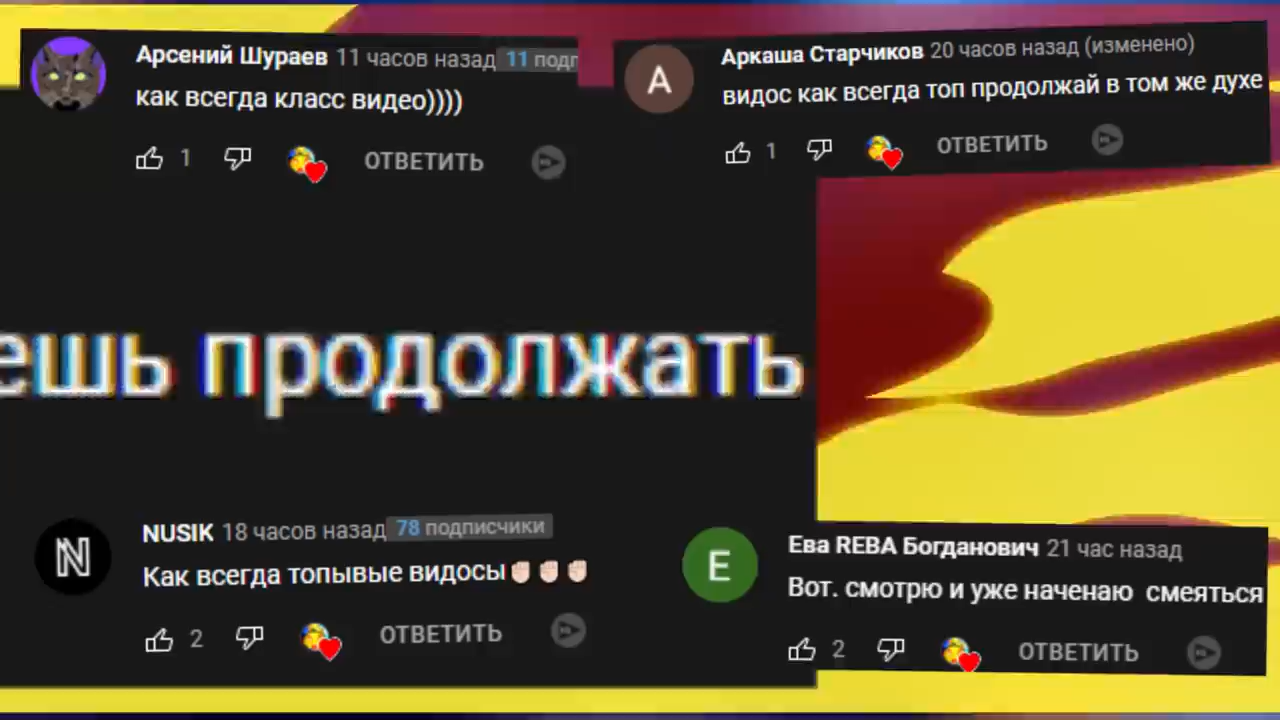 Арсений Шураев 11 часов назад 11
как всегда класс видео))))
1 ОТВЕТИТЬ
A
Аркаша Старчиков 20 часов назад (изменено)
видос как всегда топ продолжай в том же духе
1 ОТВЕТИТЬ
ешь продолжать
N
NUSIK 18 часов назад 78 подписчики
Как всегда топывые видосы✊🏻✊🏻✊🏻
2 ОТВЕТИТЬ
E
Ева REBA Богданович 21 час назад
Вот. смотрю и уже наченаю смеяться
2 ОТВЕТИТЬ